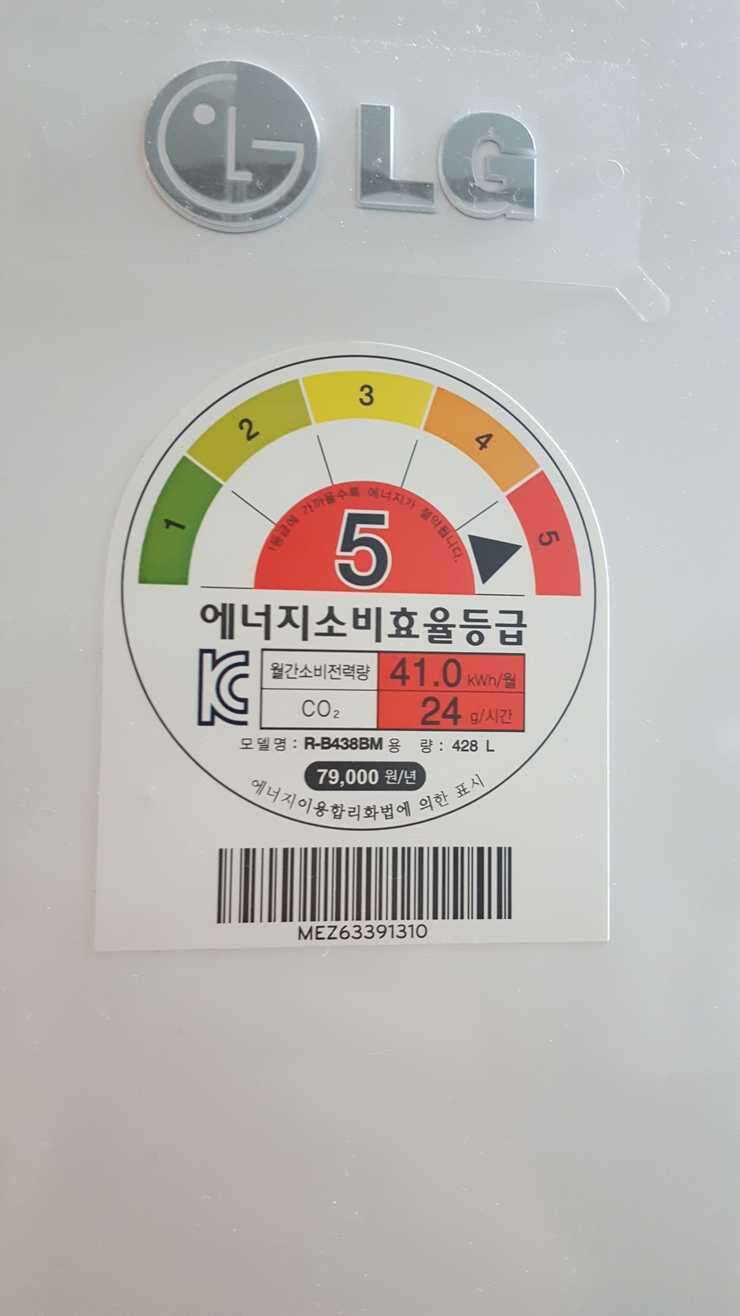 LG
1 2 3 4 5
1등급에 가까울수록 에너지가 절약됩니다.
5
에너지소비효율등급
월간소비전력량 41.0 kWh/월
CO₂ 24 g/시간
모델명 : R-B438BM 용 량 : 428 L
79,000 원/년
에너지이용합리화법에 의한 표시
MEZ63391310